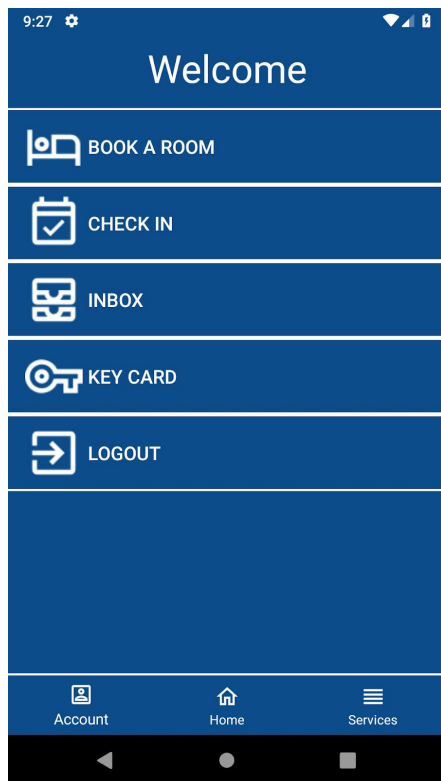 9:27
Welcome
BOOK A ROOM
CHECK IN
INBOX
KEY CARD
LOGOUT
Account Home Services